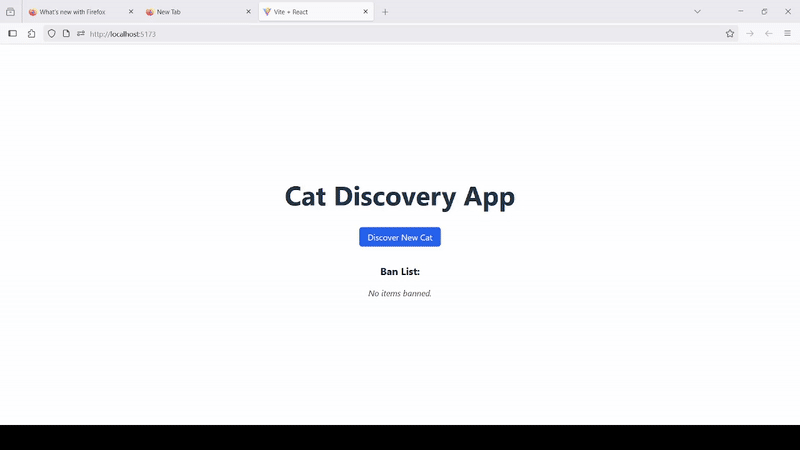 What's new with Firefox
New Tab
Vite + React
http://localhost:5173
Cat Discovery App
Discover New Cat
Ban List:
No items banned.